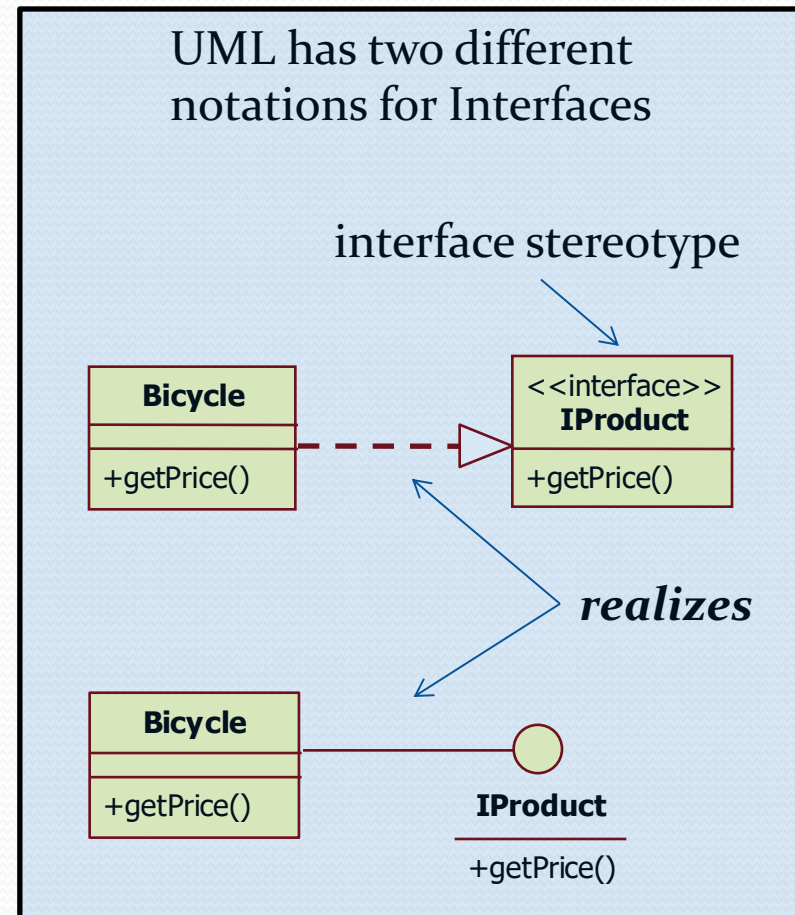 UML has two different
notations for Interfaces
interface stereotype
Bicycle
+getPrice()
<<interface>>
IProduct
+getPrice()
realizes
Bicycle
+getPrice()
IProduct
+getPrice()